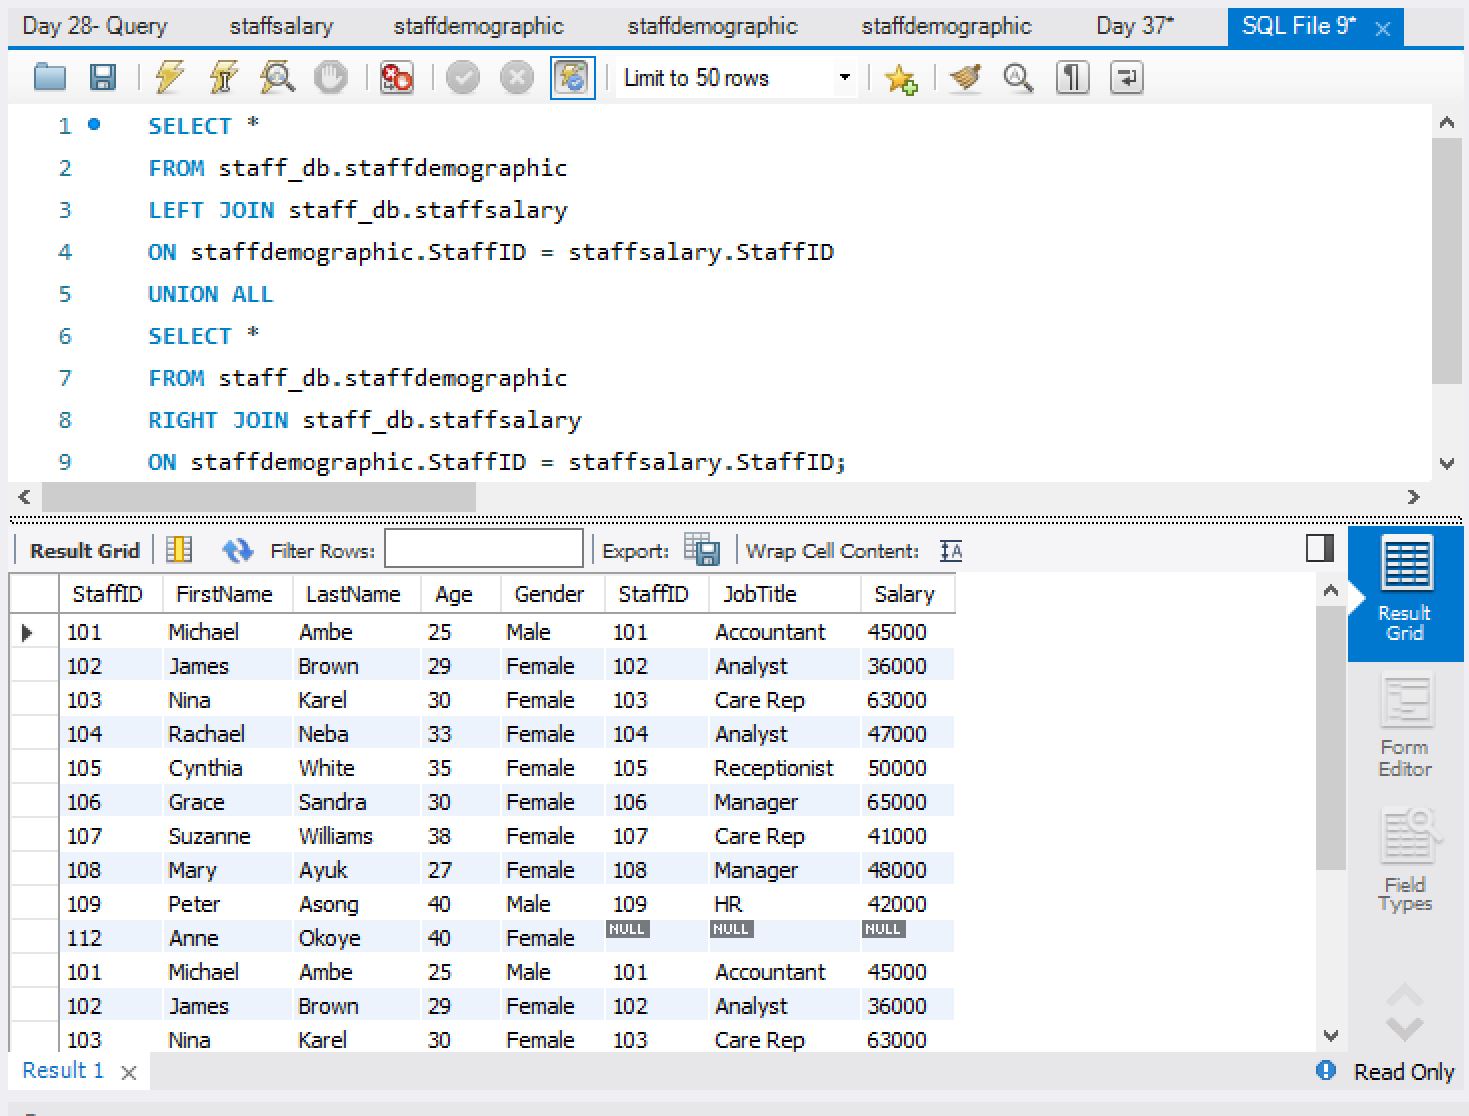 Day 28- Query staffsalary staffdemographic staffdemographic staffdemographic Day 37* SQL File 9*
Limit to 50 rows
1 SELECT *
2 FROM staff_db.staffdemographic
3 LEFT JOIN staff_db.staffsalary
4 ON staffdemographic.StaffID = staffsalary.StaffID
5 UNION ALL
6 SELECT *
7 FROM staff_db.staffdemographic
8 RIGHT JOIN staff_db.staffsalary
9 ON staffdemographic.StaffID = staffsalary.StaffID;
Result Grid Filter Rows: Export: Wrap Cell Content: IA
StaffID FirstName LastName Age Gender StaffID JobTitle Salary
101 Michael Ambe 25 Male 101 Accountant 45000
102 James Brown 29 Female 102 Analyst 36000
103 Nina Karel 30 Female 103 Care Rep 63000
104 Rachael Neba 33 Female 104 Analyst 47000
105 Cynthia White 35 Female 105 Receptionist 50000
106 Grace Sandra 30 Female 106 Manager 65000
107 Suzanne Williams 38 Female 107 Care Rep 41000
108 Mary Ayuk 27 Female 108 Manager 48000
109 Peter Asong 40 Male 109 HR 42000
112 Anne Okoye 40 Female NULL NULL NULL
101 Michael Ambe 25 Male 101 Accountant 45000
102 James Brown 29 Female 102 Analyst 36000
103 Nina Karel 30 Female 103 Care Rep 63000
Result
Grid
Form
Editor
Field
Types
Result 1 Read Only